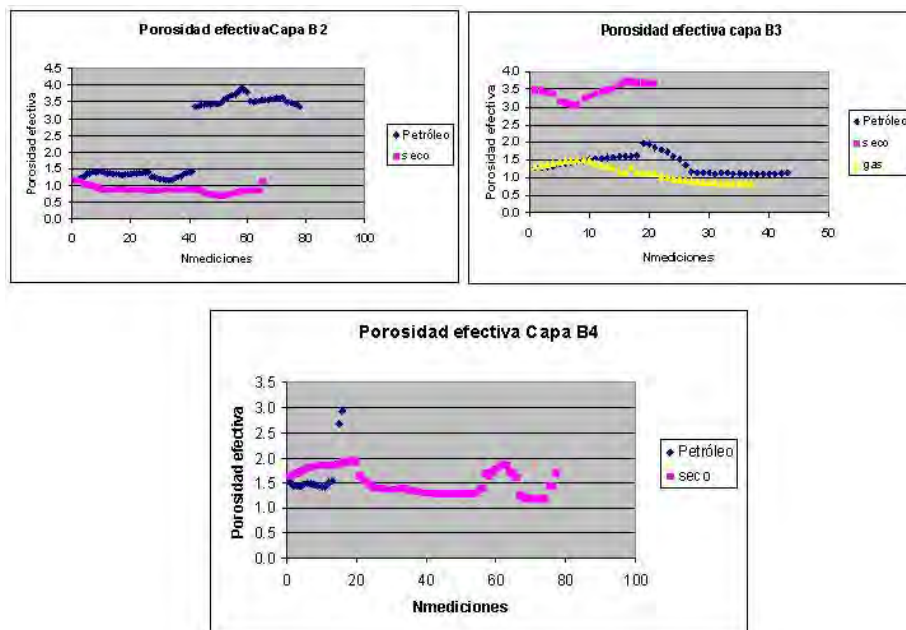 Porosidad efectivaCapa B2
Porosidad efectiva
4.5
4.0
3.5
3.0
2.5
2.0
1.5
1.0
0.5
0.0
0
20
40
60
80
100
Nmediciones
Petróleo
seco
Porosidad efectiva capa B3
Porosidad efectiva
4.0
3.5
3.0
2.5
2.0
1.5
1.0
0.5
0.0
0
10
20
30
40
50
Nmediciones
Petróleo
seco
gas
Porosidad efectiva Capa B4
Porosidad efectiva
3.5
3.0
2.5
2.0
1.5
1.0
0.5
0.0
0
20
40
60
80
100
Nmediciones
Petróleo
seco